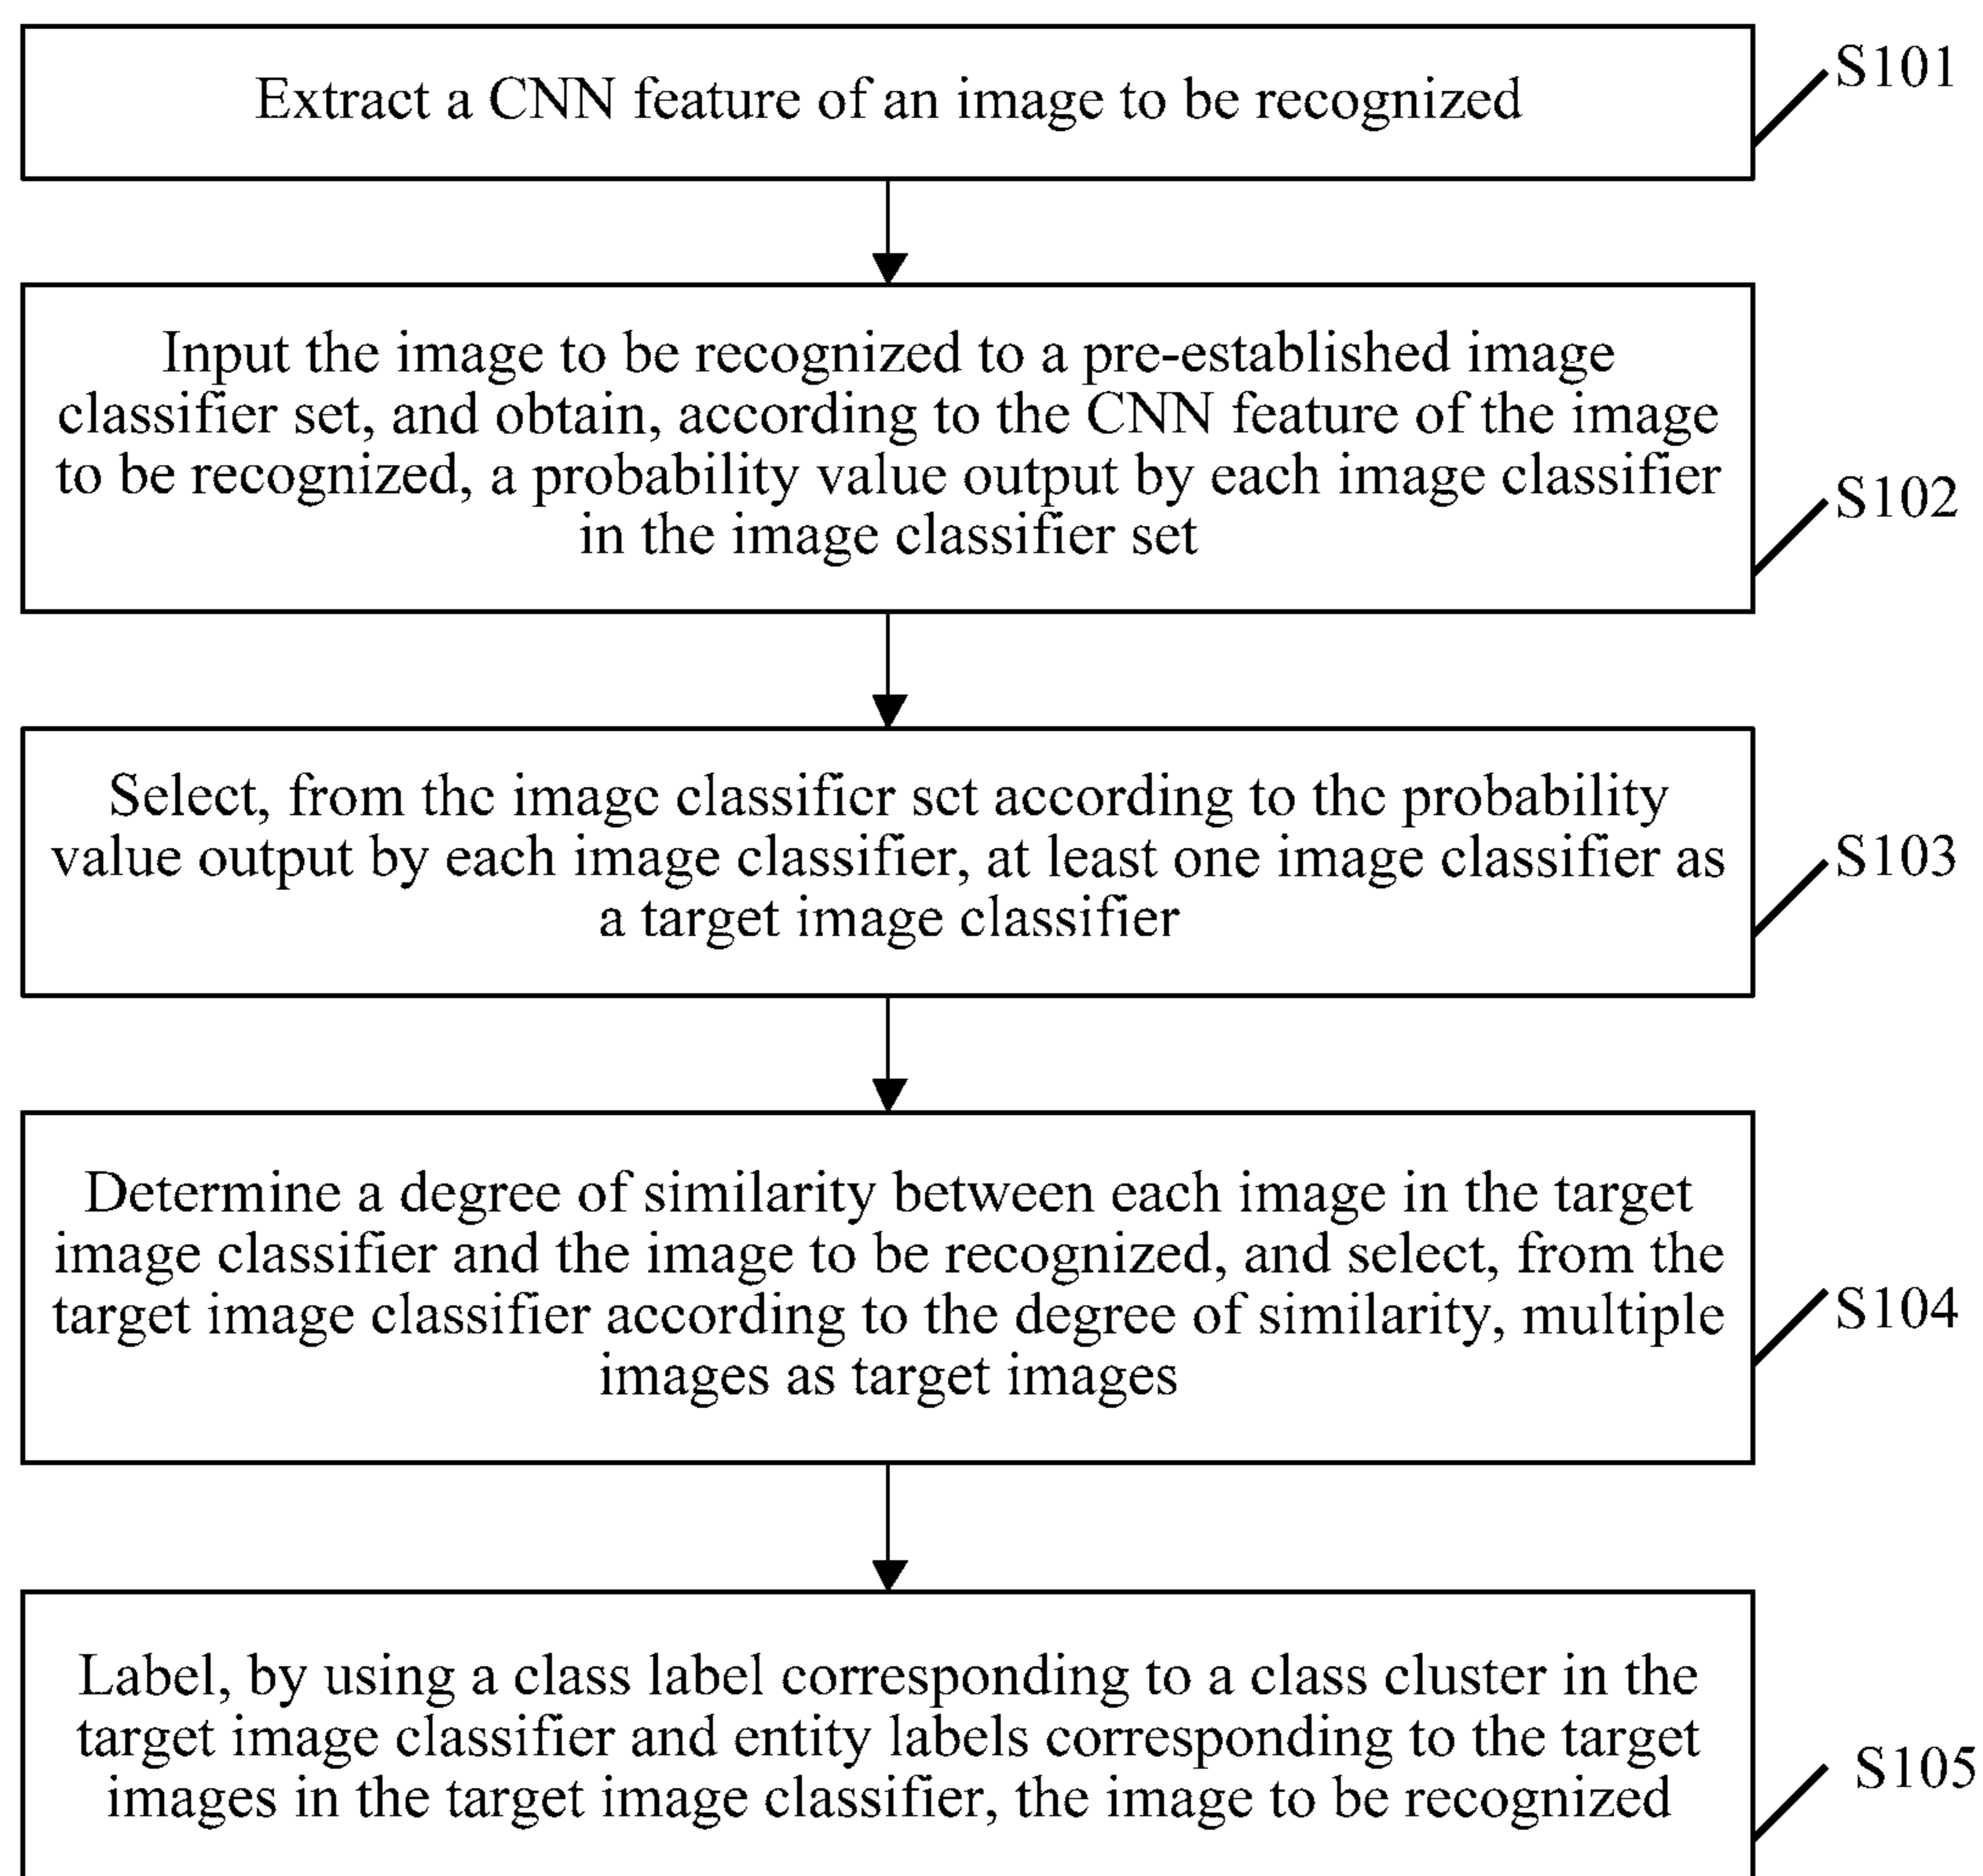 Extract a CNN feature of an image to be recognized
S101
Input the image to be recognized to a pre-established image
classifier set, and obtain, according to the CNN feature of the image
to be recognized, a probability value output by each image classifier
in the image classifier set
S102
Select, from the image classifier set according to the probability
value output by each image classifier, at least one image classifier as
a target image classifier
S103
Determine a degree of similarity between each image in the target
image classifier and the image to be recognized, and select, from the
target image classifier according to the degree of similarity, multiple
images as target images
S104
Label, by using a class label corresponding to a class cluster in the
target image classifier and entity labels corresponding to the target
images in the target image classifier, the image to be recognized
S105